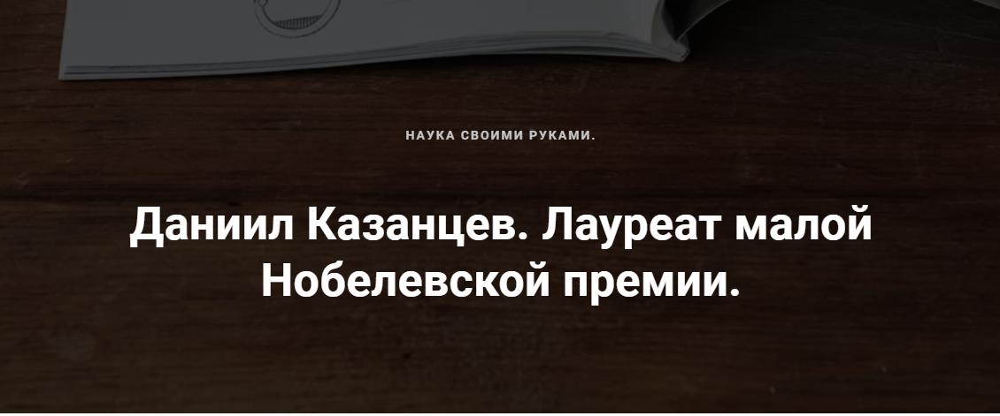 НАУКА СВОИМИ РУКАМИ.
Даниил Казанцев. Лауреат малой
Нобелевской премии.